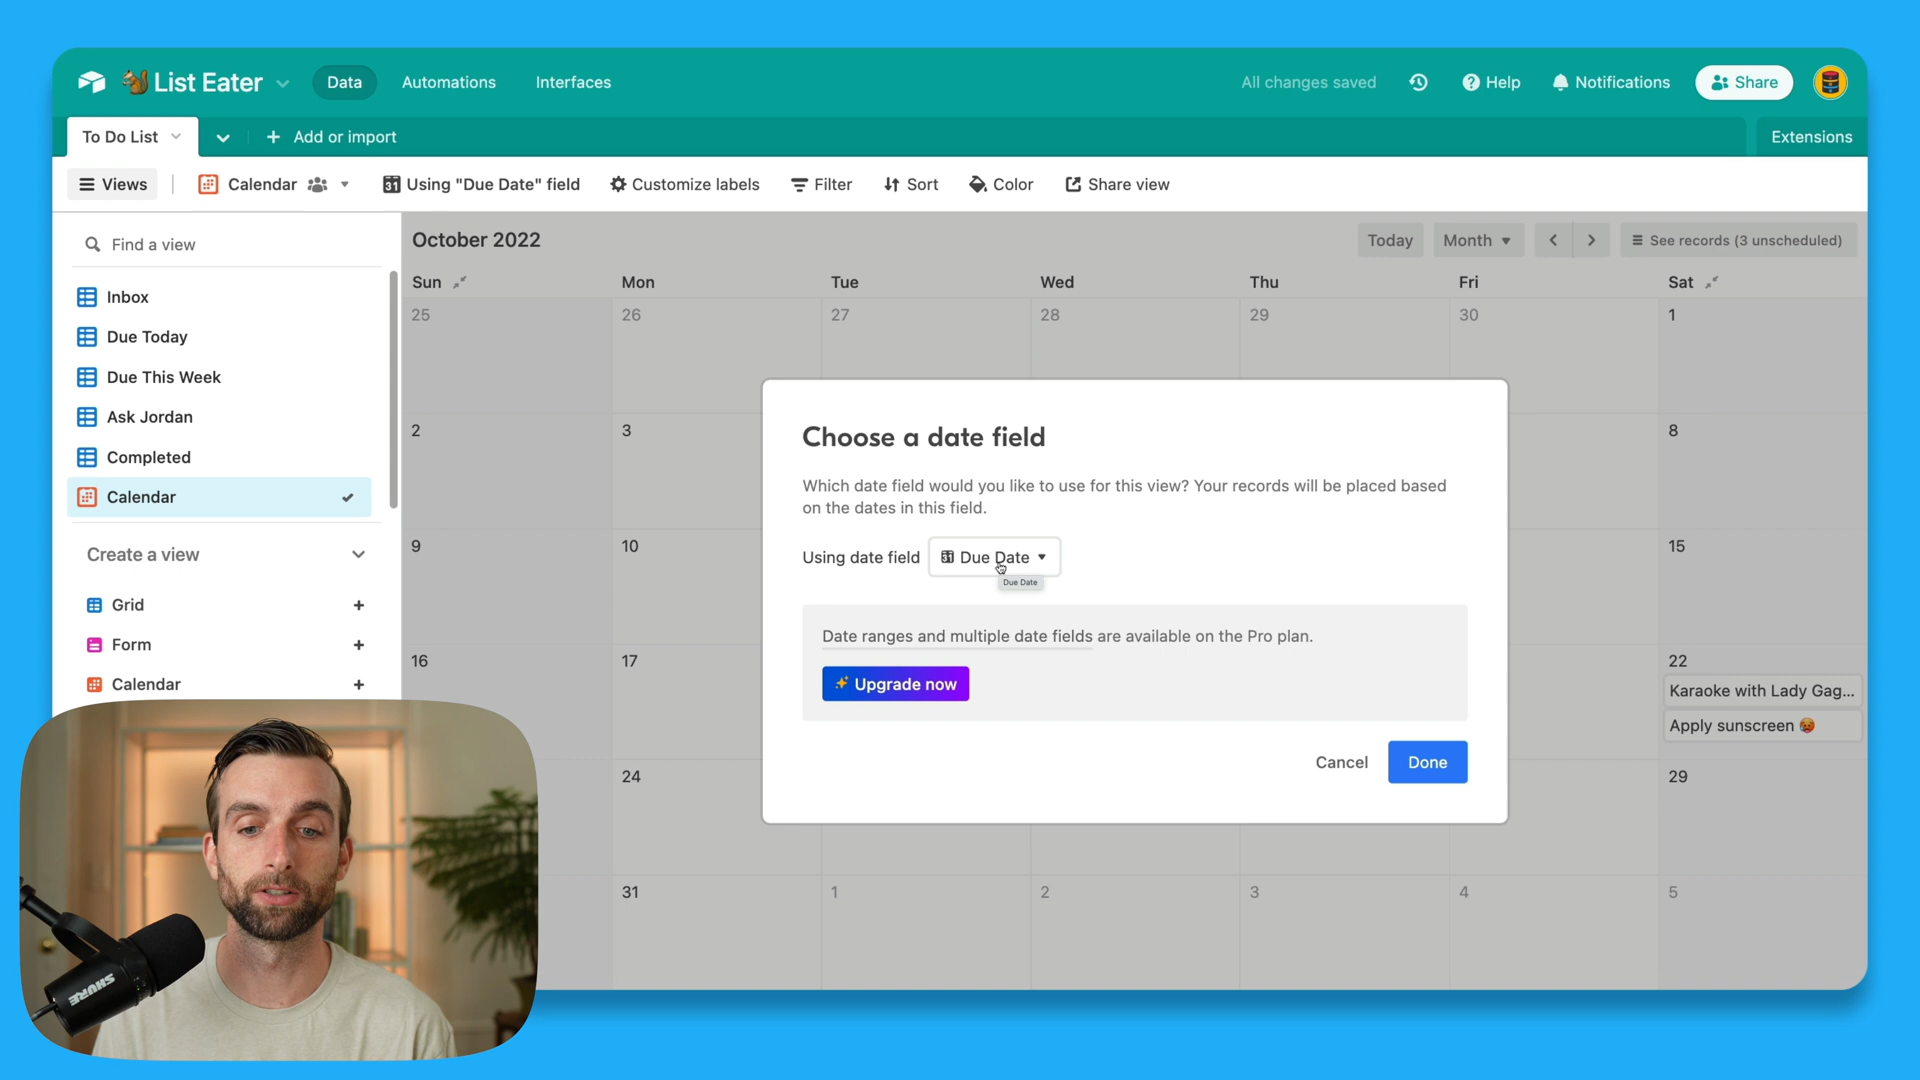 List Eater
Data
Automations
Interfaces
All changes saved
Help
Notifications
Share
To Do List
Add or import
Extensions
Views
Calendar
Using "Due Date" field
Customize labels
Filter
Sort
Color
Share view
Find a view
Inbox
Due Today
Due This Week
Ask Jordan
Completed
Calendar
Create a view
Grid
Form
Calendar
October 2022
Today
Month
See records (3 unscheduled)
Sun Mon Tue Wed Thu Fri Sat
25 26 27 28 29 30 1
2 3 8
9 10 15
16 17 22
Karaoke with Lady Gag...
Apply sunscreen 🥵
24 29
31 1 2 3 4 5
Choose a date field
Which date field would you like to use for this view? Your records will be placed based
on the dates in this field.
Using date field
31 Due Date
Due Date
Date ranges and multiple date fields are available on the Pro plan.
Upgrade now
Cancel
Done
SHURE